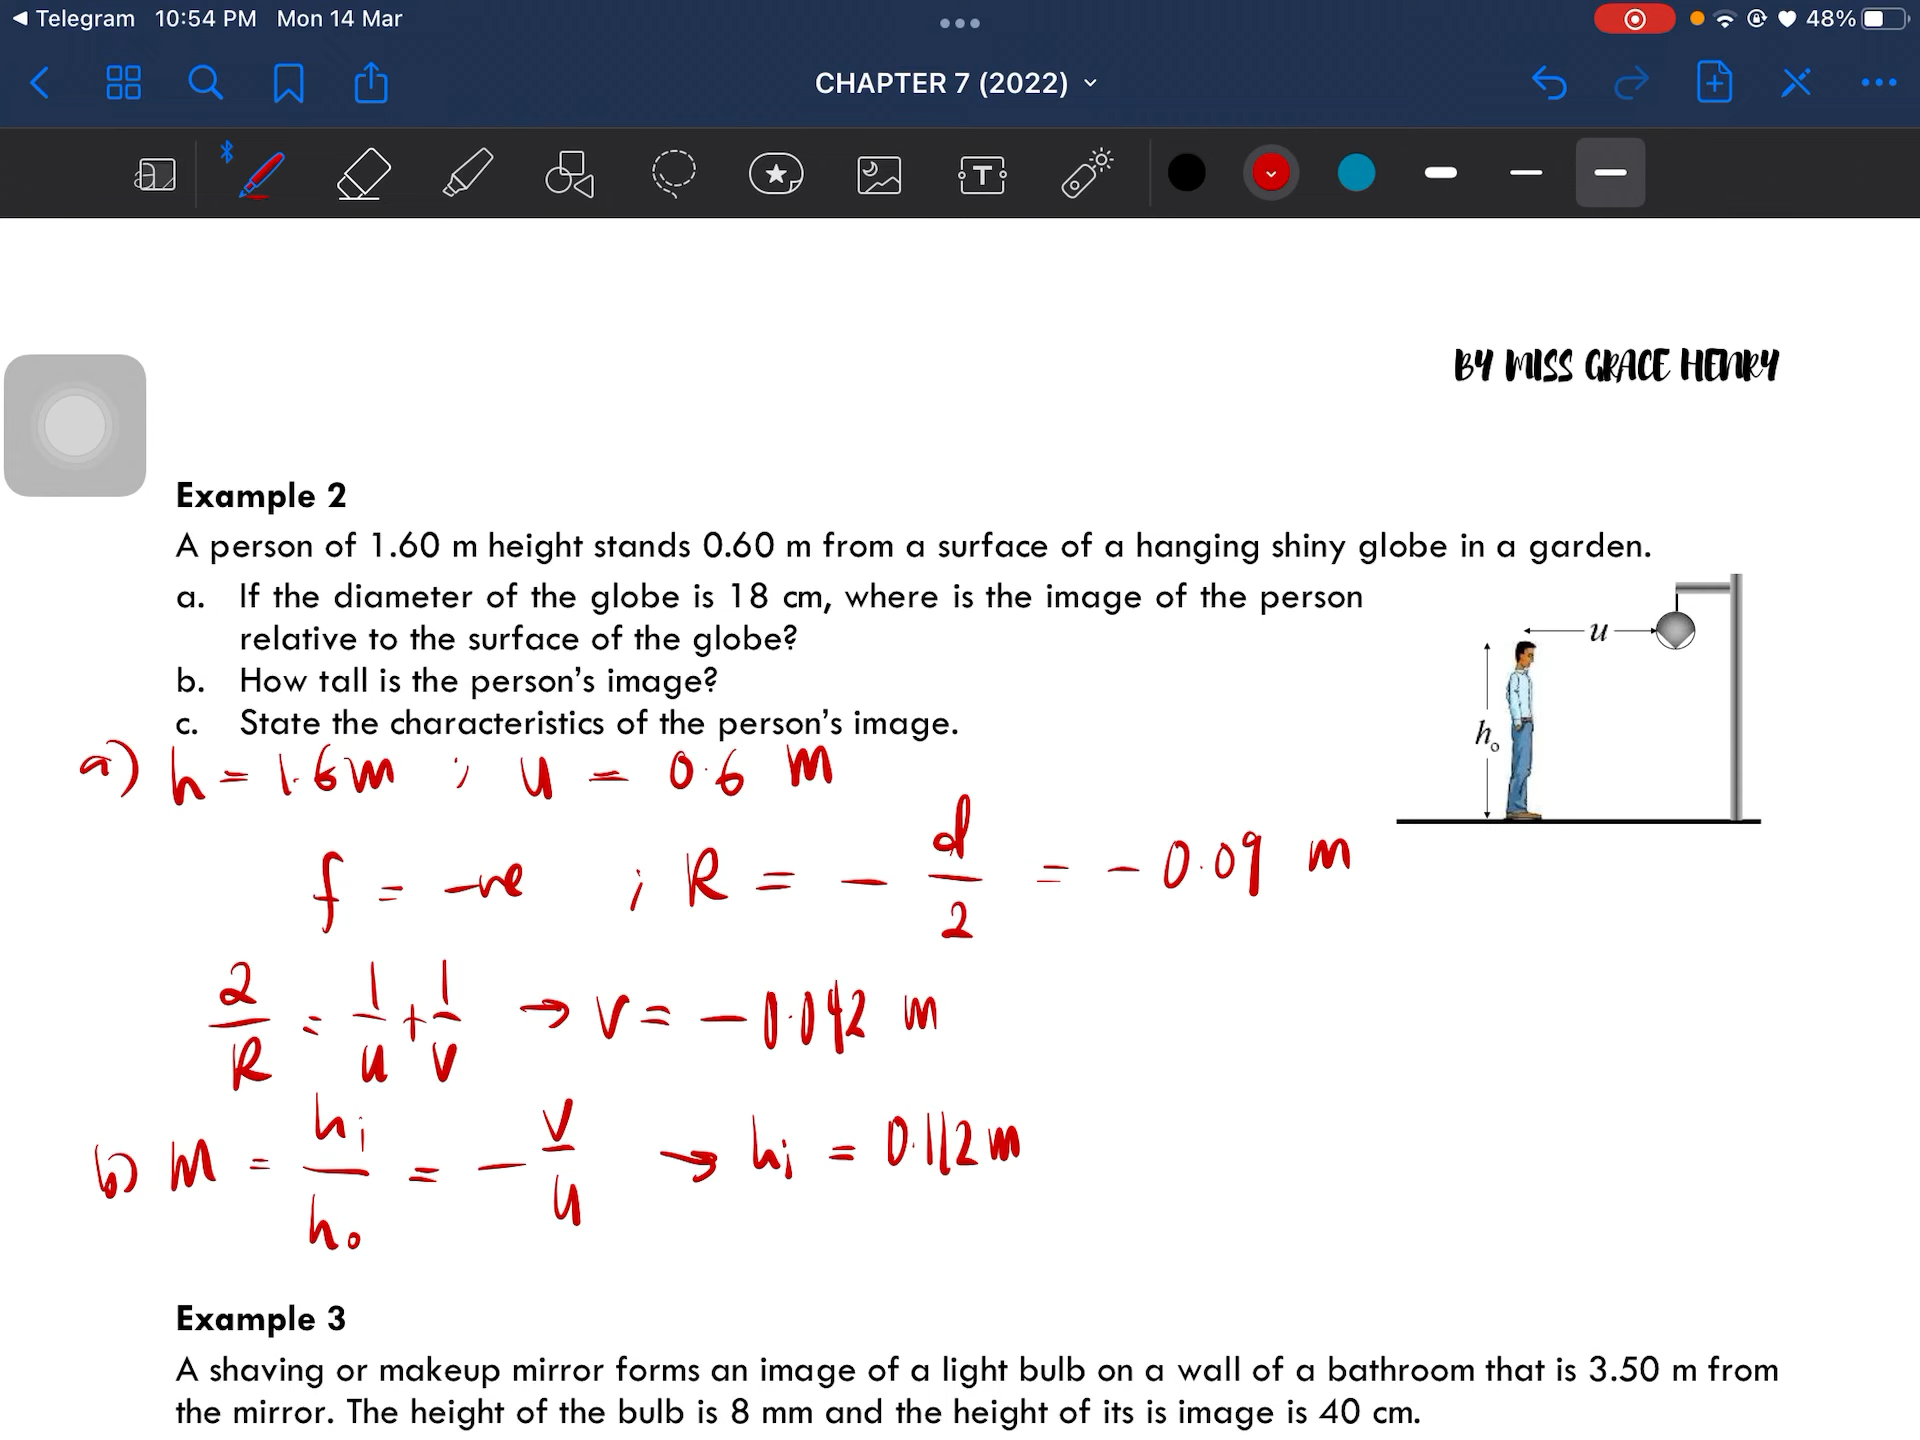 Telegram 10:54 PM Mon 14 Mar
48%
CHAPTER 7 (2022)
BY MISS GRACE HENRY
Example 2
A person of 1.60 m height stands 0.60 m from a surface of a hanging shiny globe in a garden.
a. If the diameter of the globe is 18 cm, where is the image of the person
relative to the surface of the globe?
b. How tall is the person's image?
c. State the characteristics of the person's image.
u
hₒ
a) h = 1.6m ; u = 0.6 m
f = -ve ; R = - d/2 = - 0.09 m
2/R = 1/u + 1/v → v = - 0.042 m
b) M = hi/ho = - v/u → hi = 0.112 m
Example 3
A shaving or makeup mirror forms an image of a light bulb on a wall of a bathroom that is 3.50 m from
the mirror. The height of the bulb is 8 mm and the height of its is image is 40 cm.